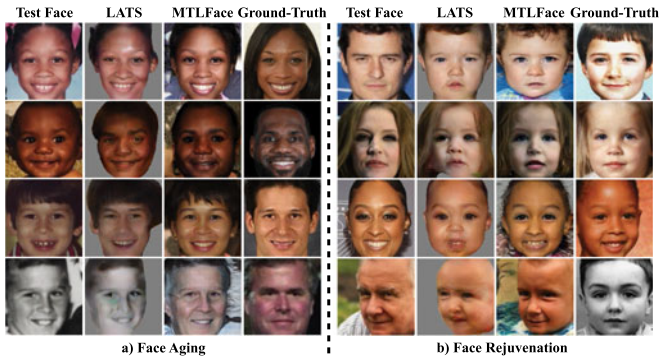 Test Face LATS MTLFace Ground-Truth Test Face LATS MTLFace Ground-Truth
a) Face Aging b) Face Rejuvenation